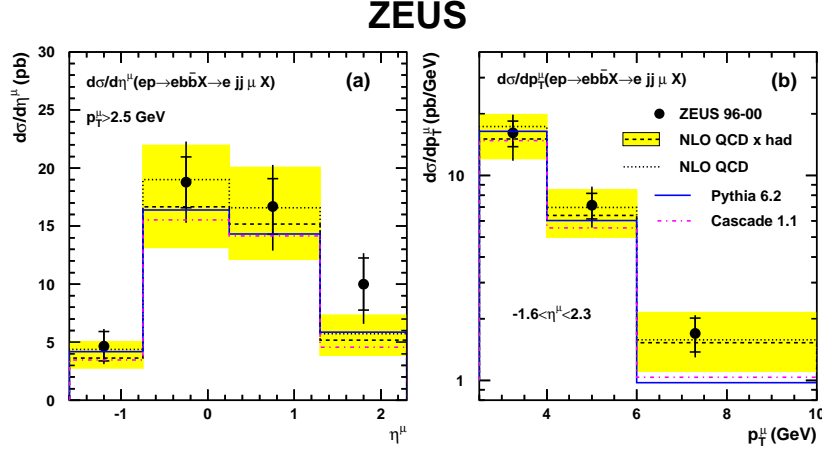 ZEUS
dσ/dη^μ (pb)
30
25
20
15
10
5
0
dσ/dη^μ(ep→ebb̄X→e jj μ X)
(a)
p_T^μ>2.5 GeV
-1
0
1
2
η^μ
dσ/dp_T^μ (pb/GeV)
10
1
dσ/dp_T^μ(ep→ebb̄X→e jj μ X)
(b)
ZEUS 96-00
NLO QCD x had
NLO QCD
Pythia 6.2
Cascade 1.1
-1.6<η^μ<2.3
4
6
8
10
p_T^μ (GeV)